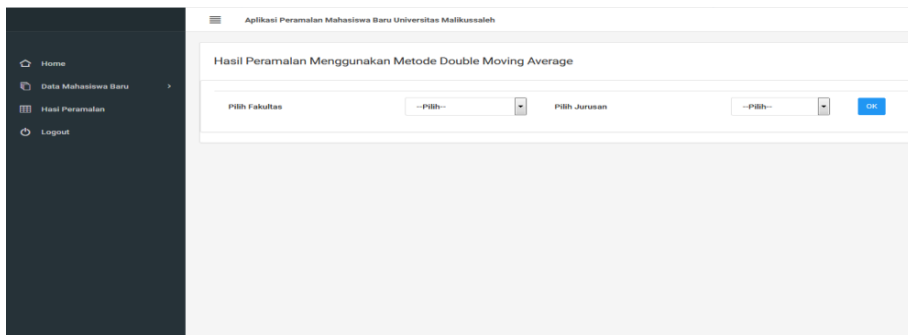 Aplikasi Peramalan Mahasiswa Baru Universitas Malikussaleh
Home
Data Mahasiswa Baru
Hasi Peramalan
Logout
Hasil Peramalan Menggunakan Metode Double Moving Average
Pilih Fakultas --Pilih-- Pilih Jurusan --Pilih-- OK